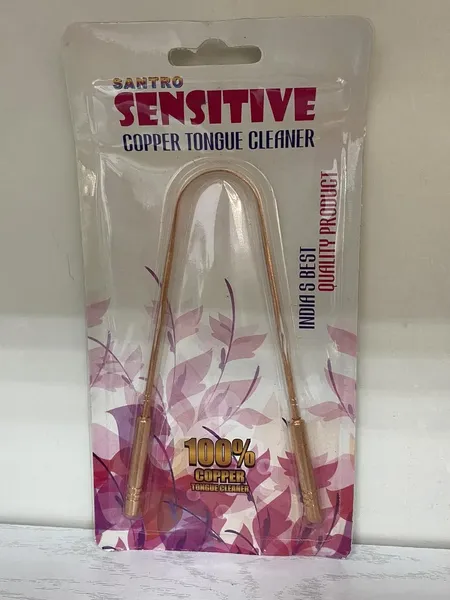 SANTRO
SENSITIVE
COPPER TONGUE CLEANER
INDIA S BEST
QUALITY PRODUCT
100%
COPPER
TONGUE CLEANER